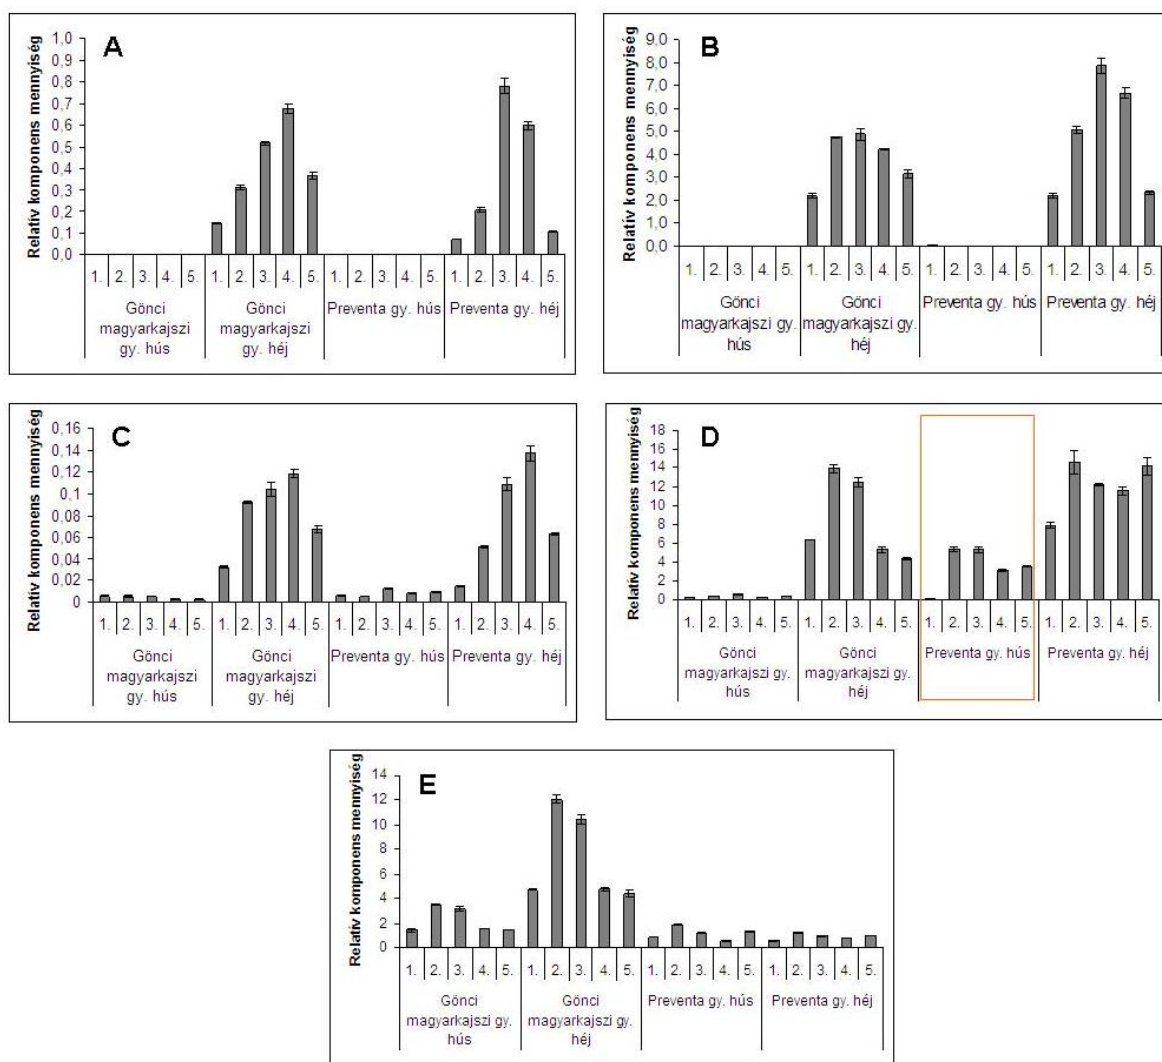 A
Relatív komponens mennyiség
1,0
0,9
0,8
0,7
0,6
0,5
0,4
0,3
0,2
0,1
0,0
1. 2. 3. 4. 5. 1. 2. 3. 4. 5. 1. 2. 3. 4. 5. 1. 2. 3. 4. 5.
Gönci magyarkajszi gy. hús
Gönci magyarkajszi gy. héj
Preventa gy. hús
Preventa gy. héj
B
Relatív komponens mennyiség
9,0
8,0
7,0
6,0
5,0
4,0
3,0
2,0
1,0
0,0
1. 2. 3. 4. 5. 1. 2. 3. 4. 5. 1. 2. 3. 4. 5. 1. 2. 3. 4. 5.
Gönci magyarkajszi gy. hús
Gönci magyarkajszi gy. héj
Preventa gy. hús
Preventa gy. héj
C
Relatív komponens mennyiség
0,16
0,14
0,12
0,1
0,08
0,06
0,04
0,02
0
1. 2. 3. 4. 5. 1. 2. 3. 4. 5. 1. 2. 3. 4. 5. 1. 2. 3. 4. 5.
Gönci magyarkajszi gy. hús
Gönci magyarkajszi gy. héj
Preventa gy. hús
Preventa gy. héj
D
Relatív komponens mennyiség
18
16
14
12
10
8
6
4
2
0
1. 2. 3. 4. 5. 1. 2. 3. 4. 5. 1. 2. 3. 4. 5. 1. 2. 3. 4. 5.
Gönci magyarkajszi gy. hús
Gönci magyarkajszi gy. héj
Preventa gy. hús
Preventa gy. héj
E
Relatív komponens mennyiség
14
12
10
8
6
4
2
0
1. 2. 3. 4. 5. 1. 2. 3. 4. 5. 1. 2. 3. 4. 5. 1. 2. 3. 4. 5.
Gönci magyarkajszi gy. hús
Gönci magyarkajszi gy. héj
Preventa gy. hús
Preventa gy. héj